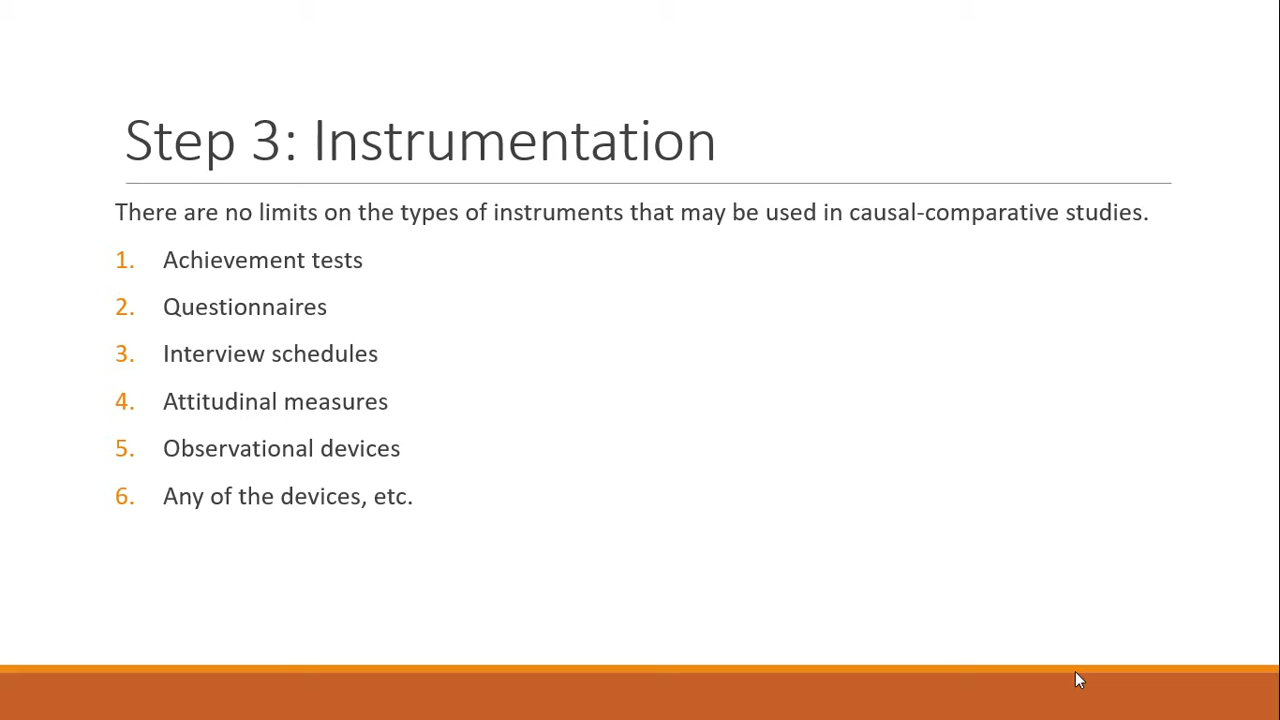 Step 3: Instrumentation
There are no limits on the types of instruments that may be used in causal-comparative studies.
1. Achievement tests
2. Questionnaires
3. Interview schedules
4. Attitudinal measures
5. Observational devices
6. Any of the devices, etc.